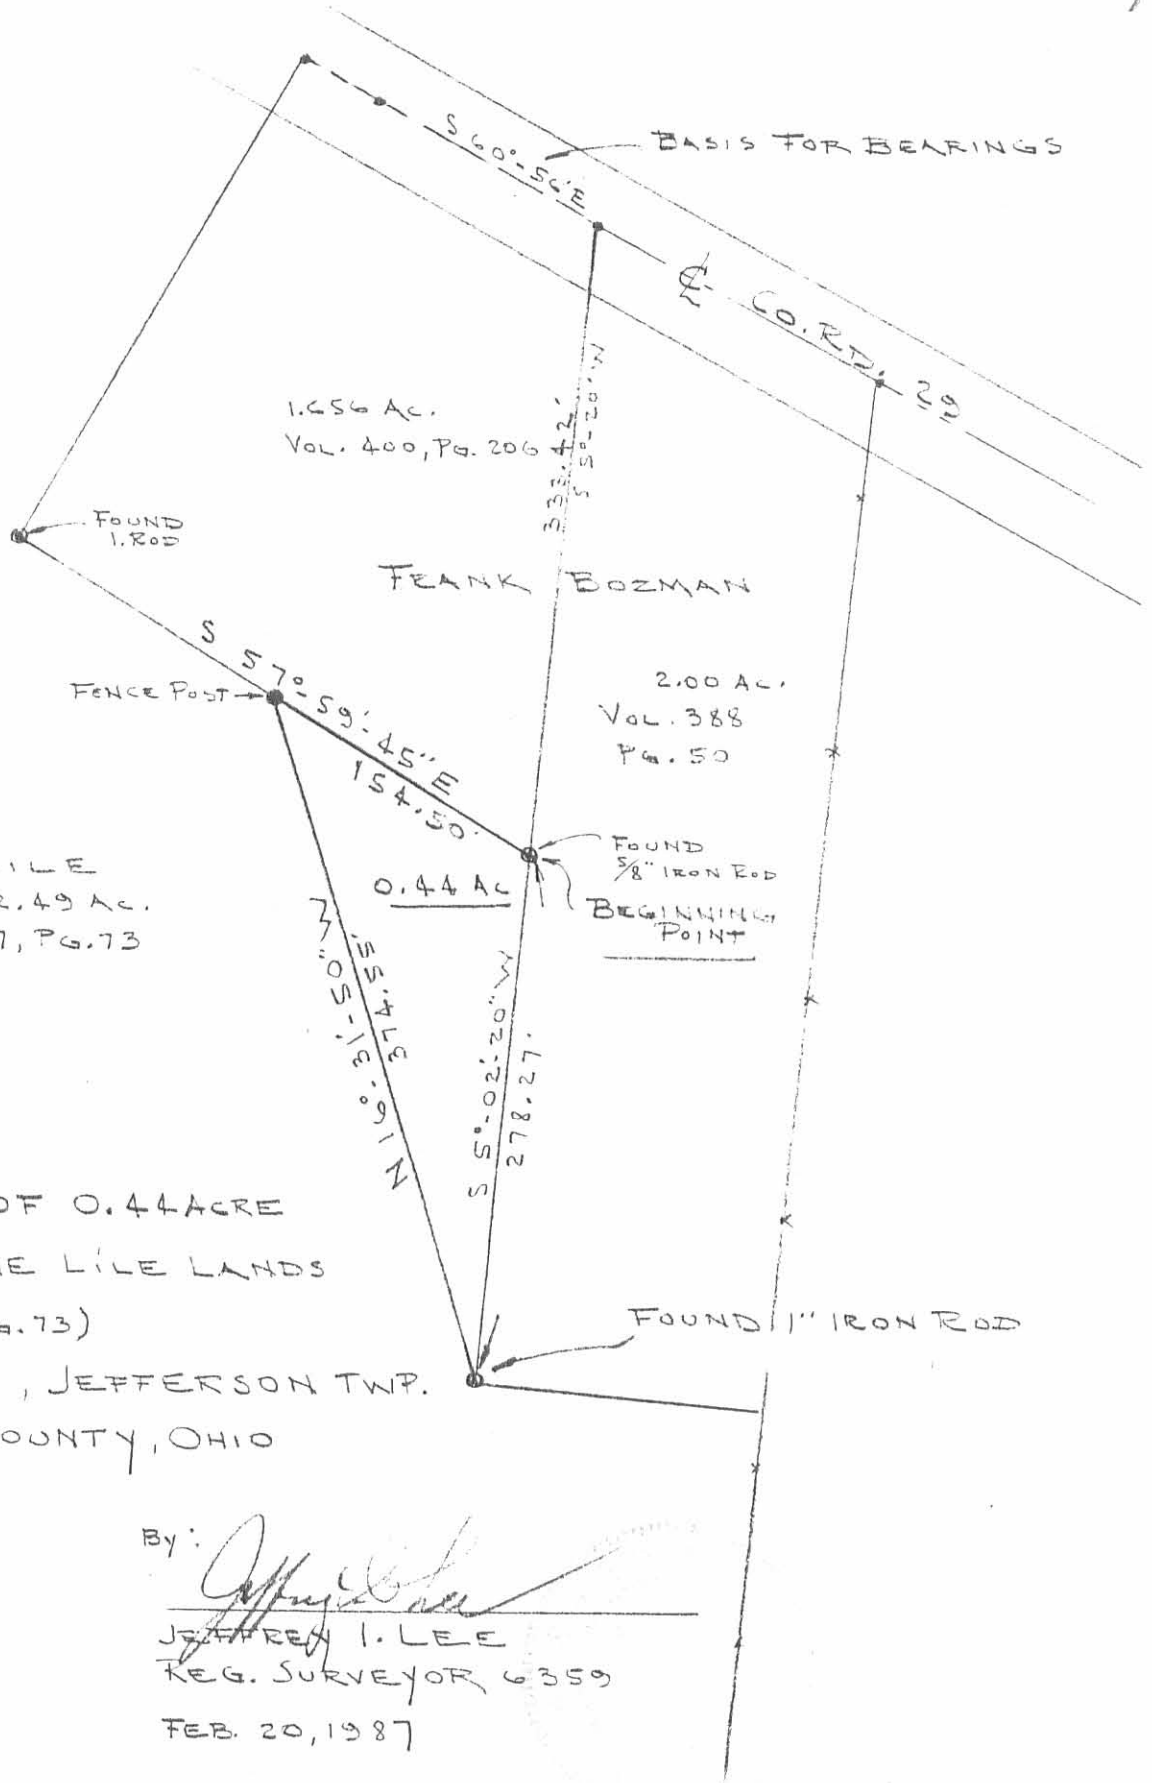 BASIS FOR BEARINGS
S 60°-56'E
℄ CO. RD. 29
1.656 Ac.
VOL. 400, PG. 206
333.42'
S 5°-20" W
FOUND
I. ROD
FRANK BOZMAN
S 57°-59'-45" E
154.50'
FENCE POST
2.00 Ac.
VOL. 388
PG. 50
FOUND
5/8" IRON ROD
0.44 Ac
BEGINNING
POINT
ILE
2.49 Ac.
7, PG.73
N 16°-31'-50" W
374.55'
S 5°-02'-20" W
278.27'
OF 0.44 ACRE
E LILE LANDS
G.73)
FOUND 1" IRON ROD
, JEFFERSON TWP.
OUNTY, OHIO
By:
JEFFREY I. LEE
REG. SURVEYOR 6359
FEB. 20, 1987